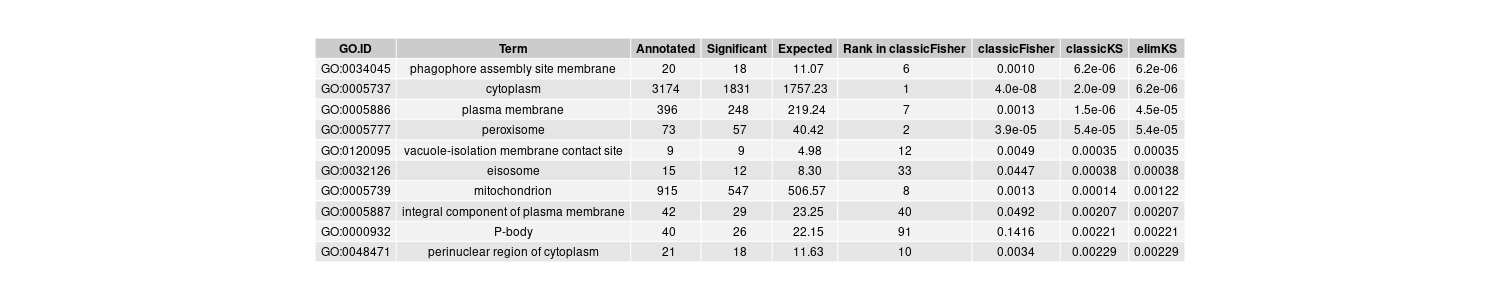 GO.ID Term Annotated Significant Expected Rank in classicFisher classicFisher classicKS elimKS
GO:0034045 phagophore assembly site membrane 20 18 11.07 6 0.0010 6.2e-06 6.2e-06
GO:0005737 cytoplasm 3174 1831 1757.23 1 4.0e-08 2.0e-09 6.2e-06
GO:0005886 plasma membrane 396 248 219.24 7 0.0013 1.5e-06 4.5e-05
GO:0005777 peroxisome 73 57 40.42 2 3.9e-05 5.4e-05 5.4e-05
GO:0120095 vacuole-isolation membrane contact site 9 9 4.98 12 0.0049 0.00035 0.00035
GO:0032126 eisosome 15 12 8.30 33 0.0447 0.00038 0.00038
GO:0005739 mitochondrion 915 547 506.57 8 0.0013 0.00014 0.00122
GO:0005887 integral component of plasma membrane 42 29 23.25 40 0.0492 0.00207 0.00207
GO:0000932 P-body 40 26 22.15 91 0.1416 0.00221 0.00221
GO:0048471 perinuclear region of cytoplasm 21 18 11.63 10 0.0034 0.00229 0.00229